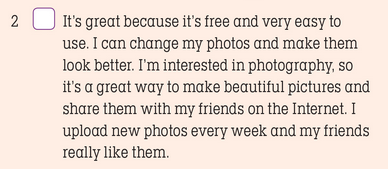 2 It's great because it's free and very easy to
use. I can change my photos and make them
look better. I'm interested in photography, so
it's a great way to make beautiful pictures and
share them with my friends on the Internet. I
upload new photos every week and my friends
really like them.